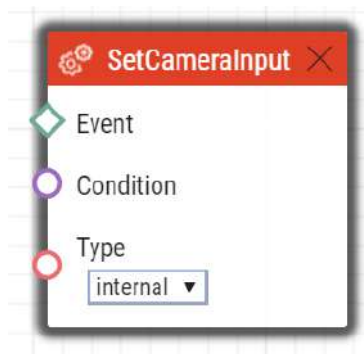 SetCameraInput
Event
Condition
Type
internal